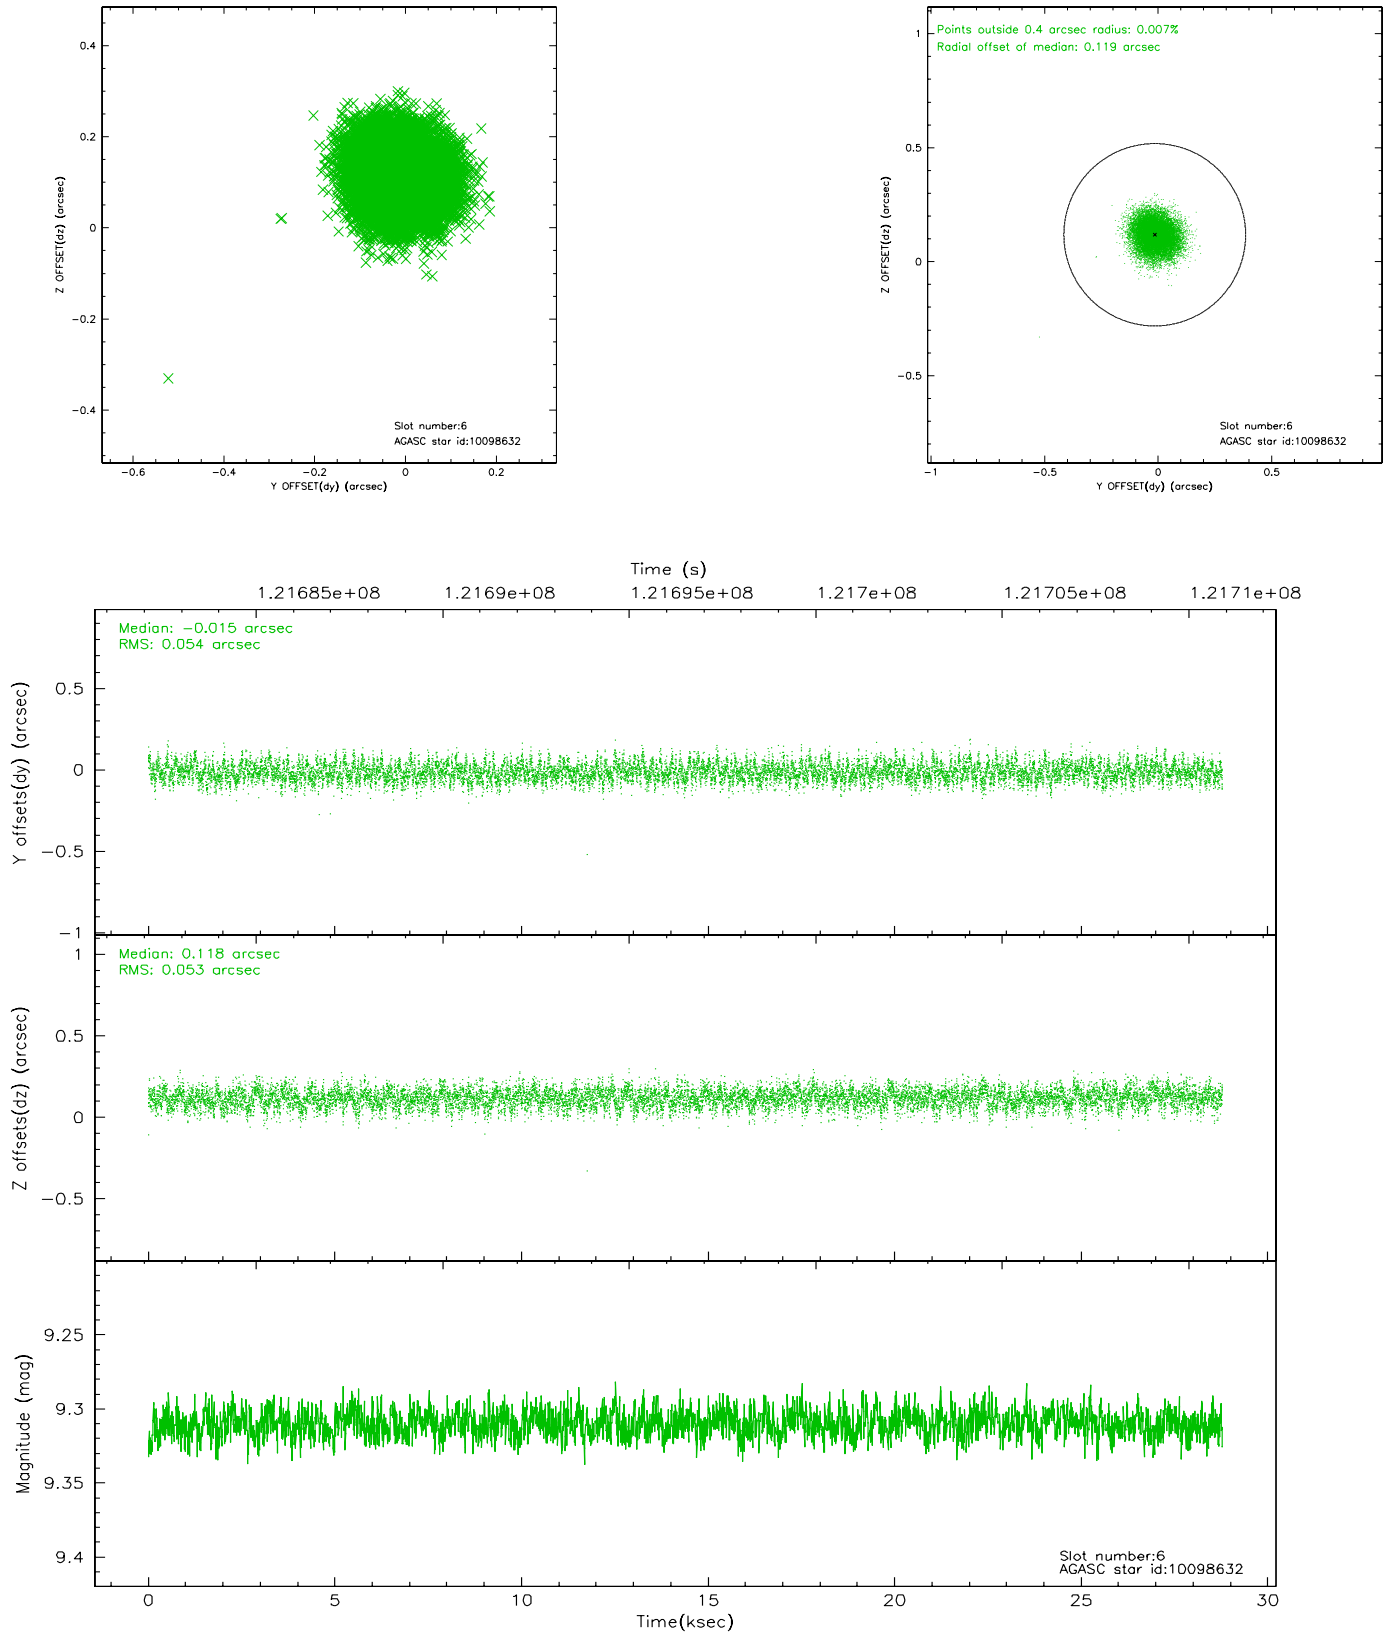 0.4
0.2
0
−0.2
−0.4
Z OFFSET(dz) (arcsec)
Slot number:6
AGASC star id:10098632
−0.6 −0.4 −0.2 0 0.2
Y OFFSET(dy) (arcsec)
Points outside 0.4 arcsec radius: 0.007%
Radial offset of median: 0.119 arcsec
1
0.5
0
−0.5
Z OFFSET(dz) (arcsec)
Slot number:6
AGASC star id:10098632
−1 −0.5 0 0.5
Y OFFSET(dy) (arcsec)
Time (s)
1.21685e+08 1.2169e+08 1.21695e+08 1.217e+08 1.21705e+08 1.2171e+08
Median: −0.015 arcsec
RMS: 0.054 arcsec
0.5
0
−0.5
−1
Y offsets(dy) (arcsec)
Median: 0.118 arcsec
RMS: 0.053 arcsec
1
0.5
0
−0.5
Z offsets(dz) (arcsec)
9.25
9.3
9.35
9.4
Magnitude (mag)
Slot number:6
AGASC star id:10098632
0 5 10 15 20 25 30
Time(ksec)